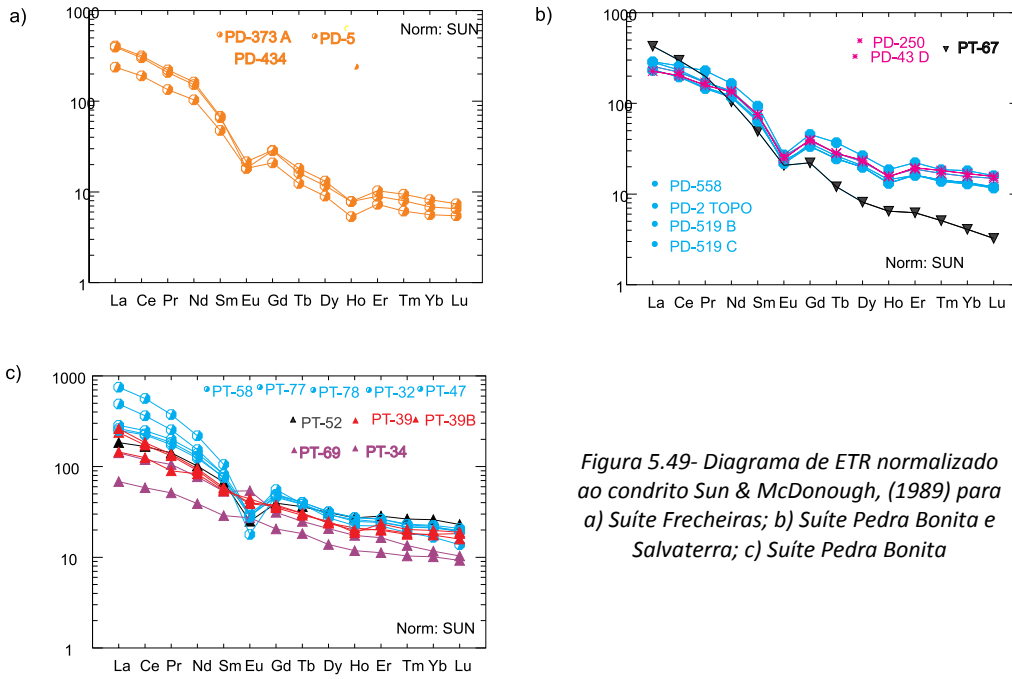 a)
Norm: SUN
PD-373 A PD-5
PD-434
1000
100
10
1
La Ce Pr Nd Sm Eu Gd Tb Dy Ho Er Tm Yb Lu
b)
PD-250 PT-67
PD-43 D
1000
100
10
1
PD-558
PD-2 TOPO
PD-519 B
PD-519 C
Norm: SUN
La Ce Pr Nd Sm Eu Gd Tb Dy Ho Er Tm Yb Lu
c)
PT-58 PT-77 PT-78 PT-32 PT-47
PT-52 PT-39 PT-39B
PT-69 PT-34
1000
100
10
1
Norm: SUN
La Ce Pr Nd Sm Eu Gd Tb Dy Ho Er Tm Yb Lu
Figura 5.49- Diagrama de ETR normalizado
ao condrito Sun & McDonough, (1989) para
a) Suíte Frecheiras; b) Suíte Pedra Bonita e
Salvaterra; c) Suíte Pedra Bonita